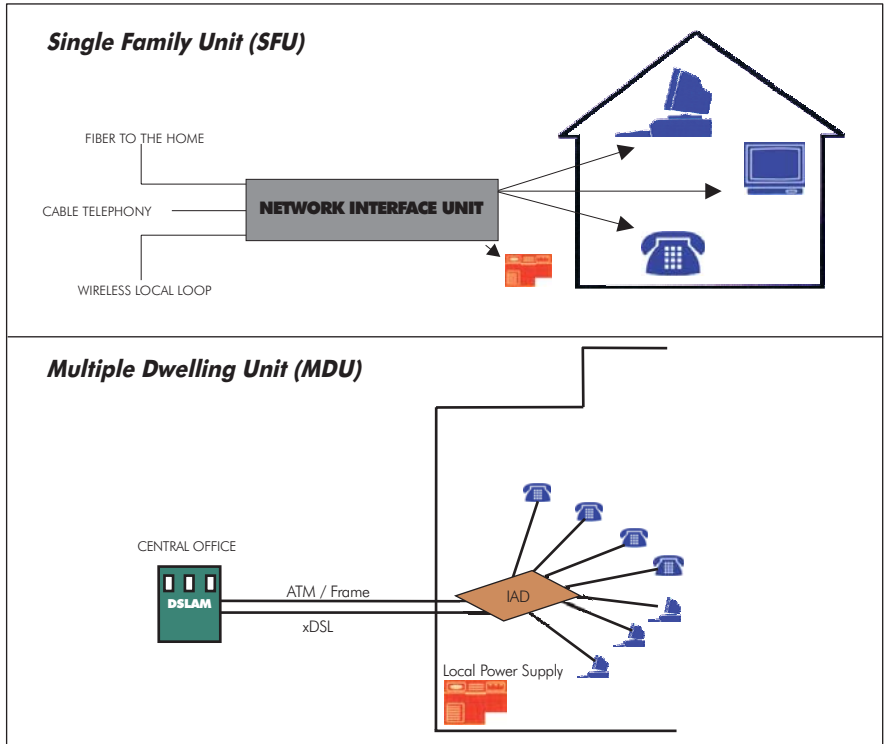 Single Family Unit (SFU)
FIBER TO THE HOME
CABLE TELEPHONY
NETWORK INTERFACE UNIT
WIRELESS LOCAL LOOP
Multiple Dwelling Unit (MDU)
CENTRAL OFFICE
DSLAM
ATM / Frame
xDSL
IAD
Local Power Supply